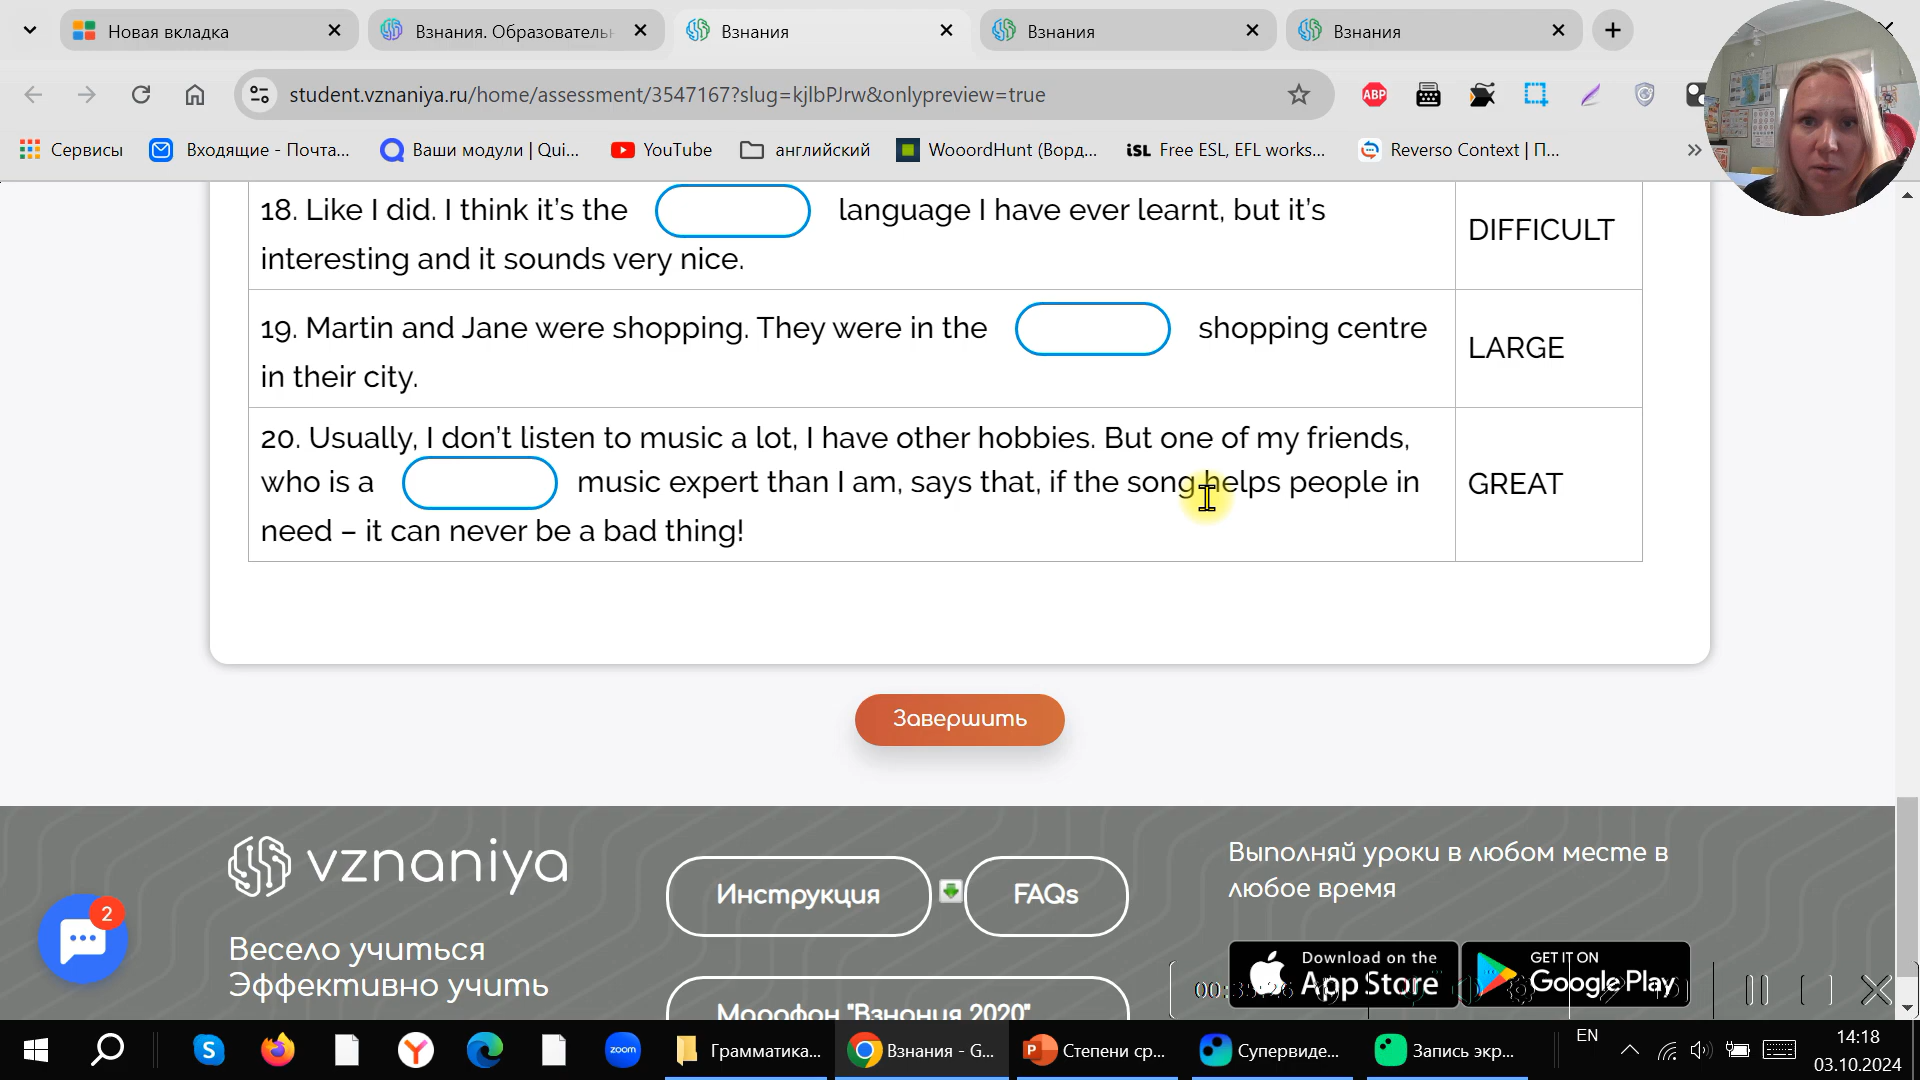 Новая вкладка
Взнания. Образователь
Взнания
Взнания
Взнания
student.vznaniya.ru/home/assessment/3547167?slug=kjlbPJrw&onlypreview=true
ABP
Сервисы
Входящие - Почта...
Ваши модули | Qui...
YouTube
английский
WooordHunt (Ворд...
iSL Free ESL, EFL works...
Reverso Context | П...
18. Like I did. I think it's the language I have ever learnt, but it's
interesting and it sounds very nice.
DIFFICULT
19. Martin and Jane were shopping. They were in the shopping centre
in their city.
LARGE
20. Usually, I don't listen to music a lot, I have other hobbies. But one of my friends,
who is a music expert than I am, says that, if the song helps people in
need – it can never be a bad thing!
GREAT
Завершить
vznaniya
Весело учиться
Эффективно учить
2
Инструкция
FAQs
Марафон "Взнания 2020"
Выполняй уроки в любом месте в
любое время
Download on the
App Store
GET IT ON
Google Play
zoom
Грамматика...
Взнания - G...
Степени ср...
Супервиде...
Запись экр...
EN
14:18
03.10.2024